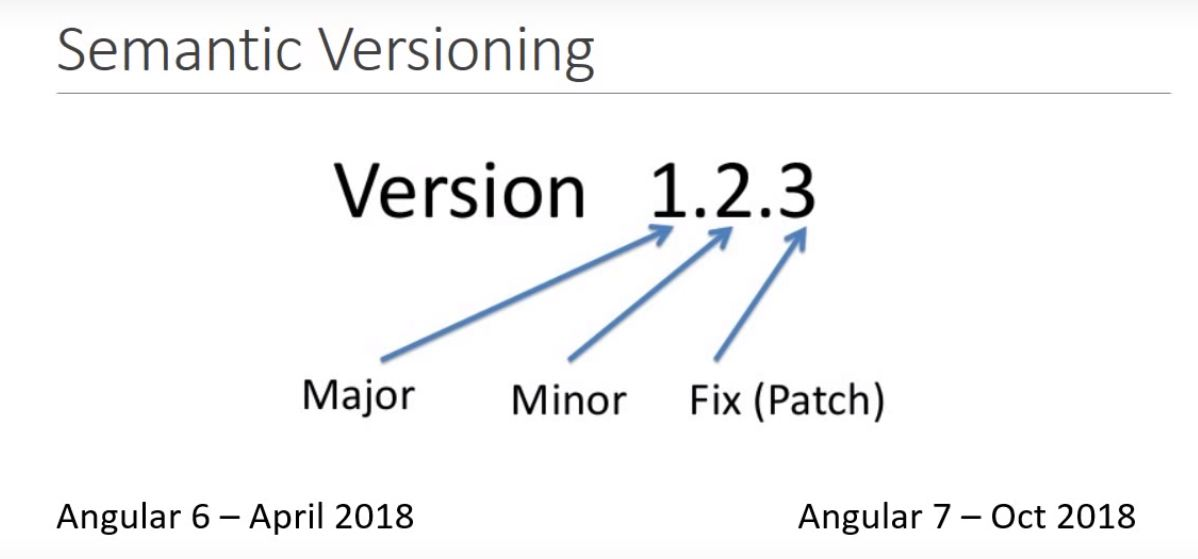 Semantic Versioning
Version 1.2.3
Major Minor Fix (Patch)
Angular 6 – April 2018 Angular 7 – Oct 2018